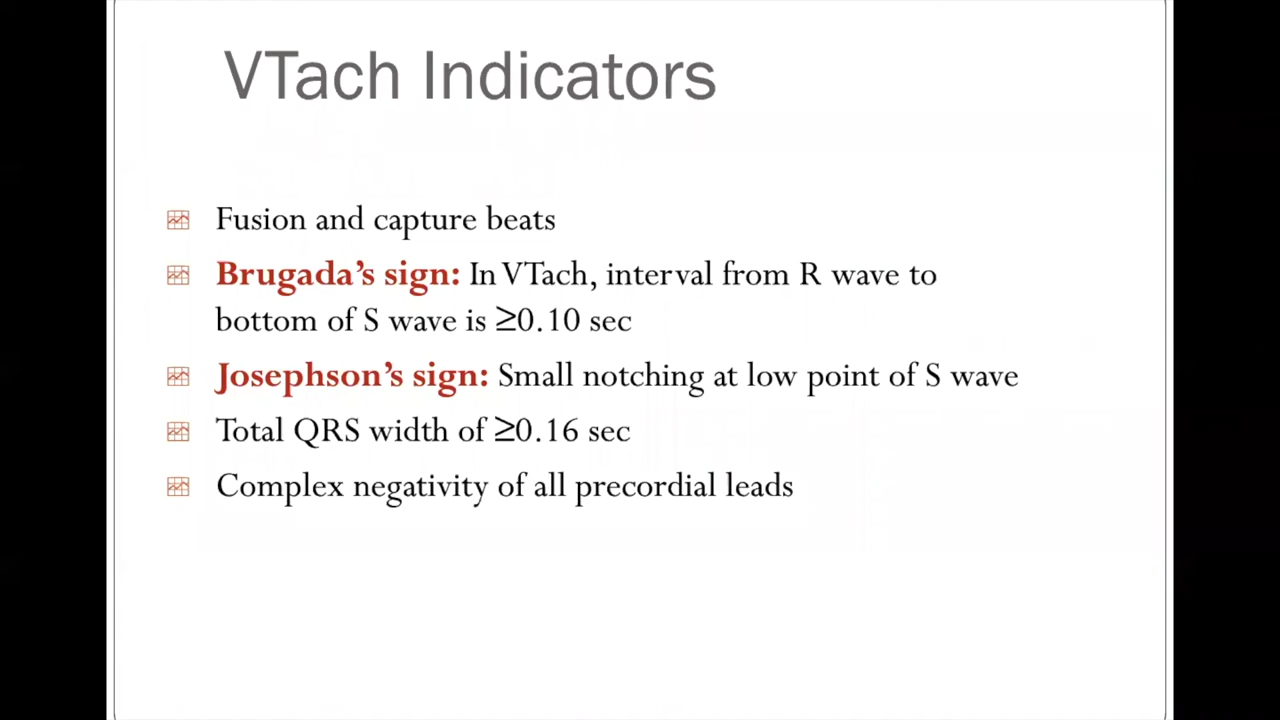 VTach Indicators
Fusion and capture beats
Brugada’s sign: In VTach, interval from R wave to
bottom of S wave is ≥0.10 sec
Josephson’s sign: Small notching at low point of S wave
Total QRS width of ≥0.16 sec
Complex negativity of all precordial leads